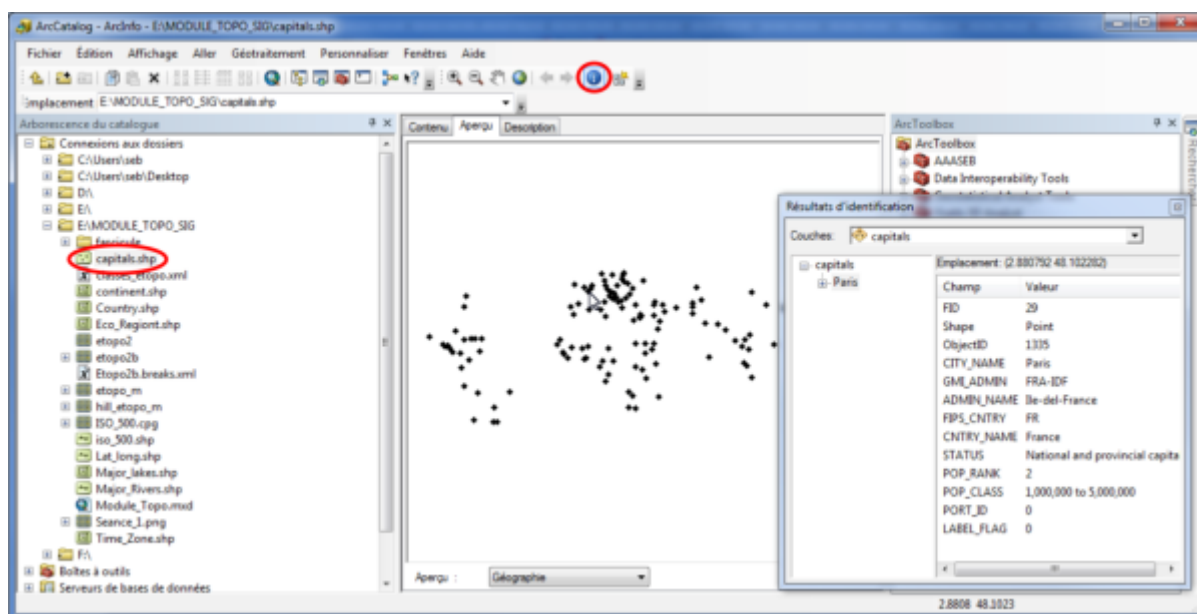 ArcCatalog - ArcInfo - E:\MODULE_TOPO_SIG\capitals.shp
Fichier Édition Affichage Aller Géotraitement Personnaliser Fenêtres Aide
Emplacement E:\MODULE_TOPO_SIG\capitals.shp
Arborescence du catalogue
Connexions aux dossiers
C:\Users\seb
C:\Users\seb\Desktop
D:\
E:\
E:\MODULE_TOPO_SIG
fascicule
capitals.shp
classes_etopo.xml
continent.shp
Country.shp
Eco_Regiont.shp
etopo2
etopo2b
Etopo2b.breaks.xml
etopo_m
hill_etopo_m
ISO_500.cpg
iso_500.shp
Lat_long.shp
Major_lakes.shp
Major_Rivers.shp
Module_Topo.mxd
Seance_1.png
Time_Zone.shp
F:\
Boîtes à outils
Serveurs de bases de données
Contenu Aperçu Description
Aperçu : Géographie
ArcToolbox
ArcToolbox
AAASEB
Data Interoperability Tools
Résultats d'identification
Couches: capitals
capitals
Paris
Emplacement: (2.880792 48.102282)
Champ Valeur
FID 29
Shape Point
ObjectID 1335
CITY_NAME Paris
GMI_ADMIN FRA-IDF
ADMIN_NAME Ile-del-France
FIPS_CNTRY FR
CNTRY_NAME France
STATUS National and provincial capita
POP_RANK 2
POP_CLASS 1,000,000 to 5,000,000
PORT_ID 0
LABEL_FLAG 0
2.8808 48.1023